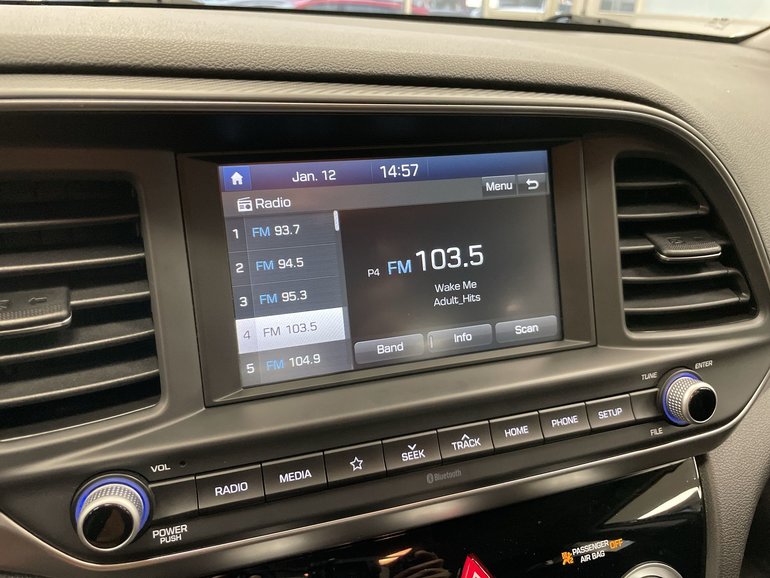 Jan. 12 14:57
Menu
Radio
1 FM 93.7
2 FM 94.5
3 FM 95.3
4 FM 103.5
5 FM 104.9
P4 FM 103.5
Wake Me
Adult_Hits
Band Info Scan
VOL
POWER
PUSH
RADIO MEDIA SEEK TRACK HOME PHONE SETUP
TUNE ENTER
FILE
Bluetooth
PASSENGER
AIR BAG OFF